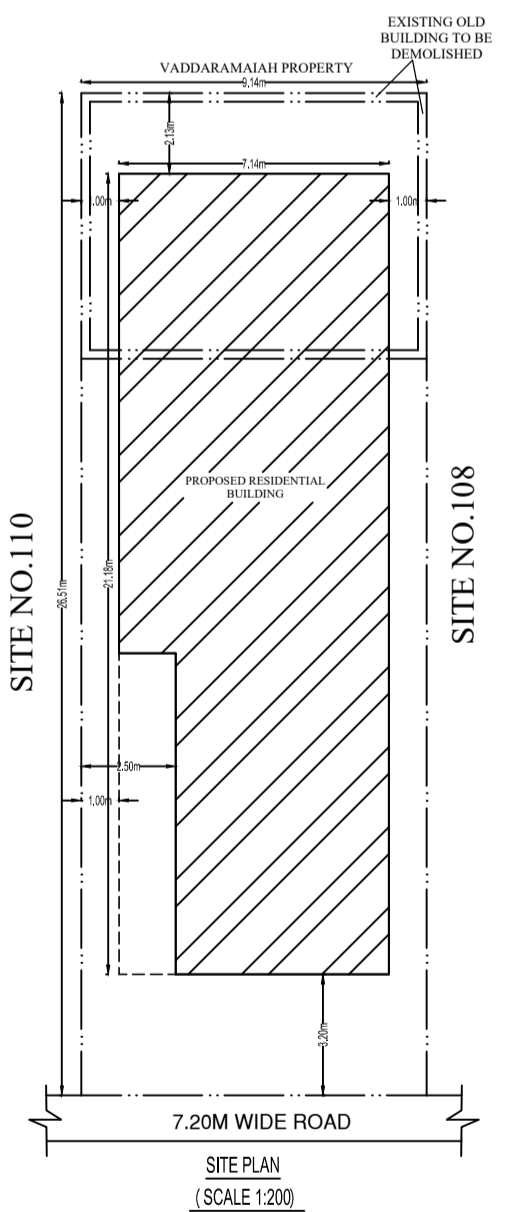 EXISTING OLD
BUILDING TO BE
DEMOLISHED
VADDARAMAIAH PROPERTY
9.14m
2.13m
7.14m
1.00m
1.00m
PROPOSED RESIDENTIAL
BUILDING
SITE NO.110
26.51m
21.18m
SITE NO.108
2.50m
1.00m
3.20m
7.20M WIDE ROAD
SITE PLAN
( SCALE 1:200)